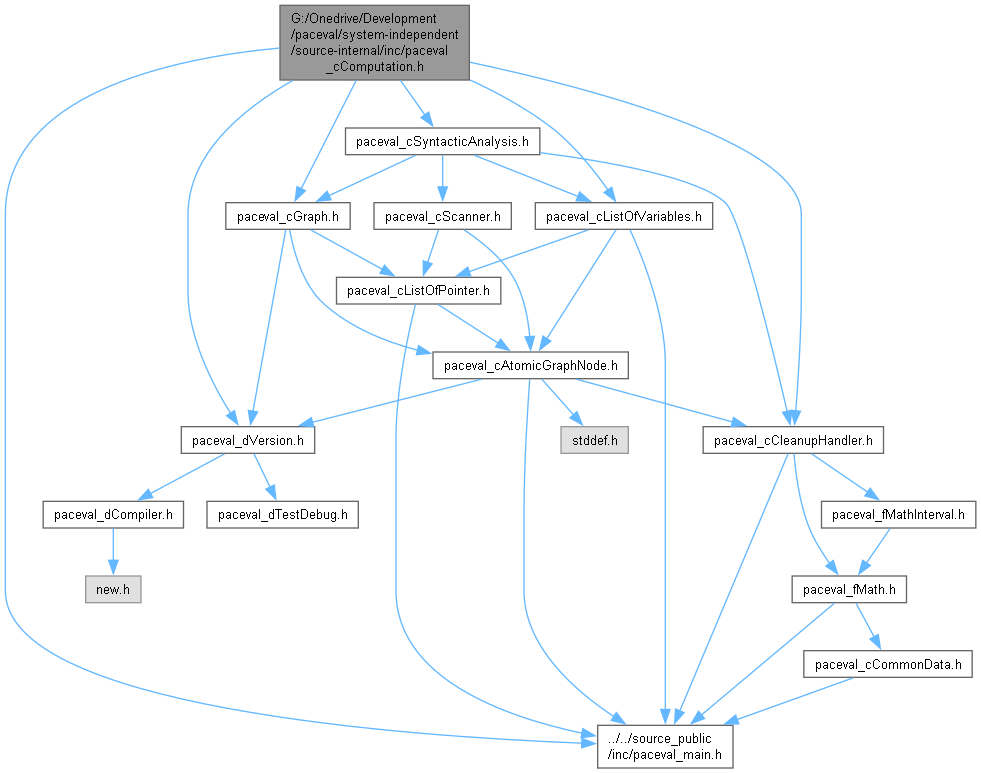 G:/Onedrive/Development
/paceval/system-independent
/source-internal/inc/paceval
_cComputation.h
paceval_cSyntacticAnalysis.h
paceval_cGraph.h
paceval_cScanner.h
paceval_cListOfVariables.h
paceval_cListOfPointer.h
paceval_cAtomicGraphNode.h
paceval_dVersion.h
stddef.h
paceval_cCleanupHandler.h
paceval_dCompiler.h
paceval_dTestDebug.h
paceval_fMathInterval.h
new.h
paceval_fMath.h
paceval_cCommonData.h
../../source_public
/inc/paceval_main.h